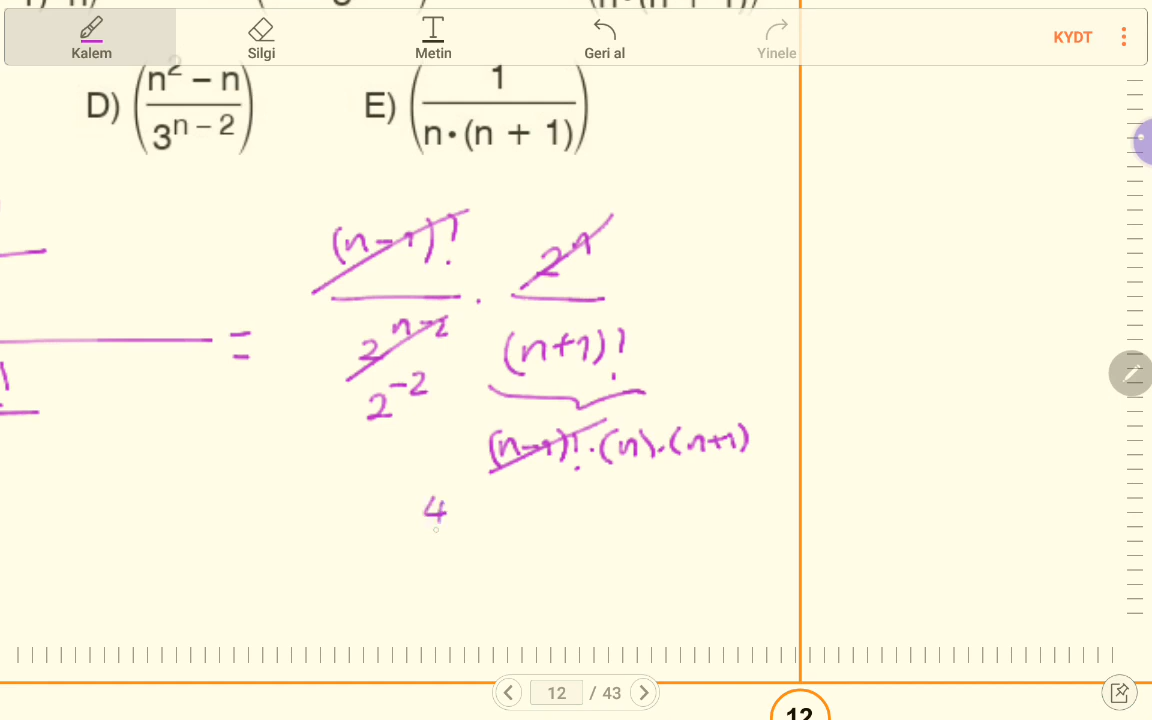 Kalem Silgi Metin Geri al Yinele KYDT
D) (n² − n / 3ⁿ⁻²) E) (1 / n·(n + 1))
(n−1)! / 2ⁿ⁻² · 2ⁿ / (n+1)!
=
2⁻²
(n−1)!·(n)·(n+1)
4
12 / 43
12